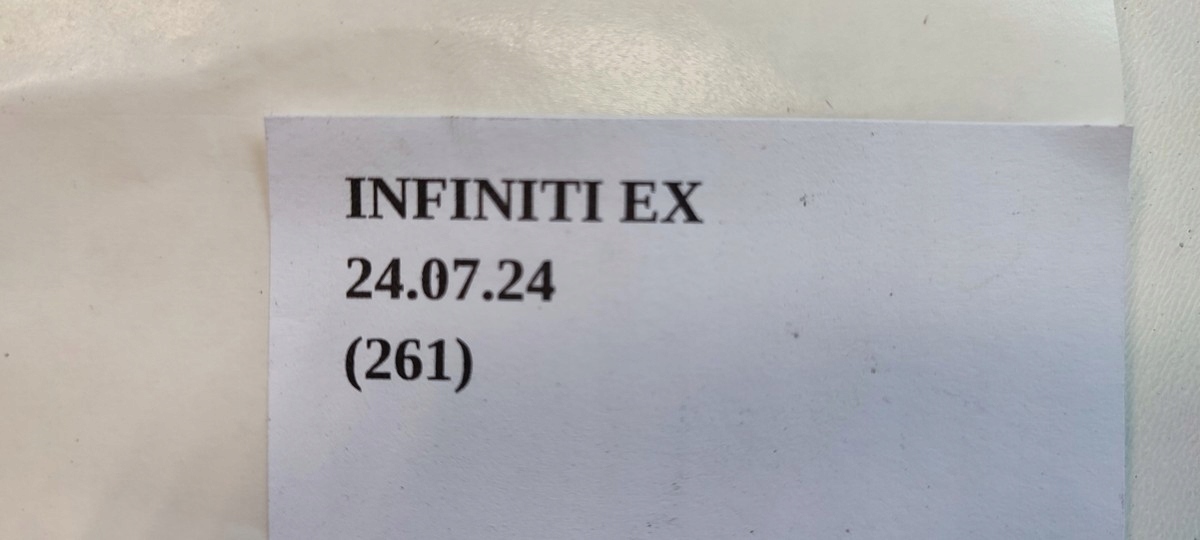 INFINITI EX
24.07.24
(261)